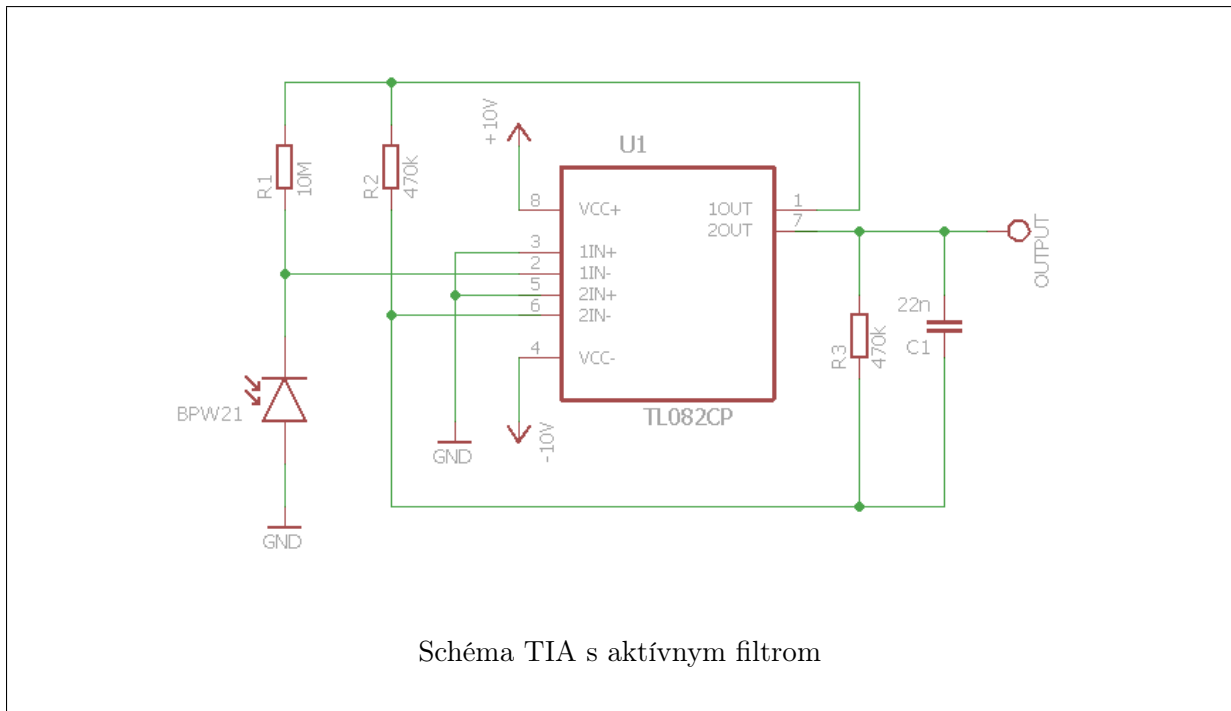 +10V
U1
R1
10M
R2
470k
8
VCC+
1OUT
1
2OUT
7
3
1IN+
2
1IN-
5
2IN+
6
2IN-
4
VCC-
OUTPUT
22n
C1
R3
470k
BPW21
TL082CP
-10V
GND
GND
Schéma TIA s aktívnym filtrom